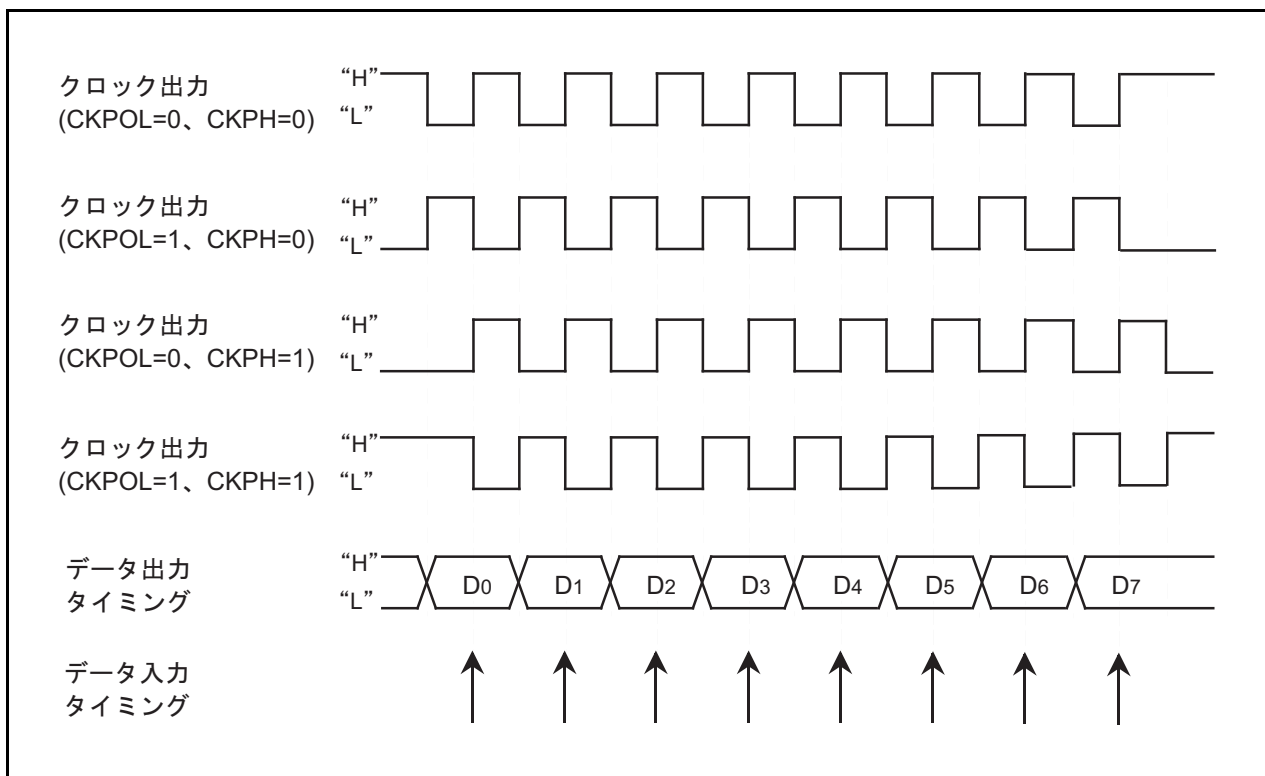 クロック出力
(CKPOL=0、CKPH=0)
“H”
“L”
クロック出力
(CKPOL=1、CKPH=0)
“H”
“L”
クロック出力
(CKPOL=0、CKPH=1)
“H”
“L”
クロック出力
(CKPOL=1、CKPH=1)
“H”
“L”
データ出力
タイミング
“H”
“L”
D0 D1 D2 D3 D4 D5 D6 D7
データ入力
タイミング